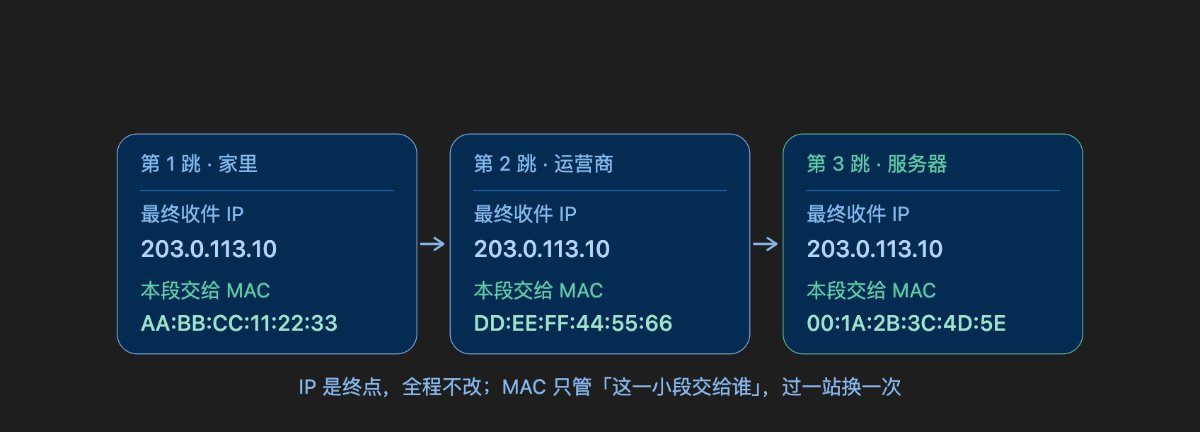 第 1 跳 · 家里
最终收件 IP
203.0.113.10
本段交给 MAC
AA:BB:CC:11:22:33
第 2 跳 · 运营商
最终收件 IP
203.0.113.10
本段交给 MAC
DD:EE:FF:44:55:66
第 3 跳 · 服务器
最终收件 IP
203.0.113.10
本段交给 MAC
00:1A:2B:3C:4D:5E
IP 是终点，全程不改；MAC 只管「这一小段交给谁」，过一站换一次